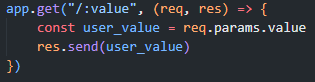 app.get("/:value", (req, res) => {
    const user_value = req.params.value
    res.send(user_value)
})